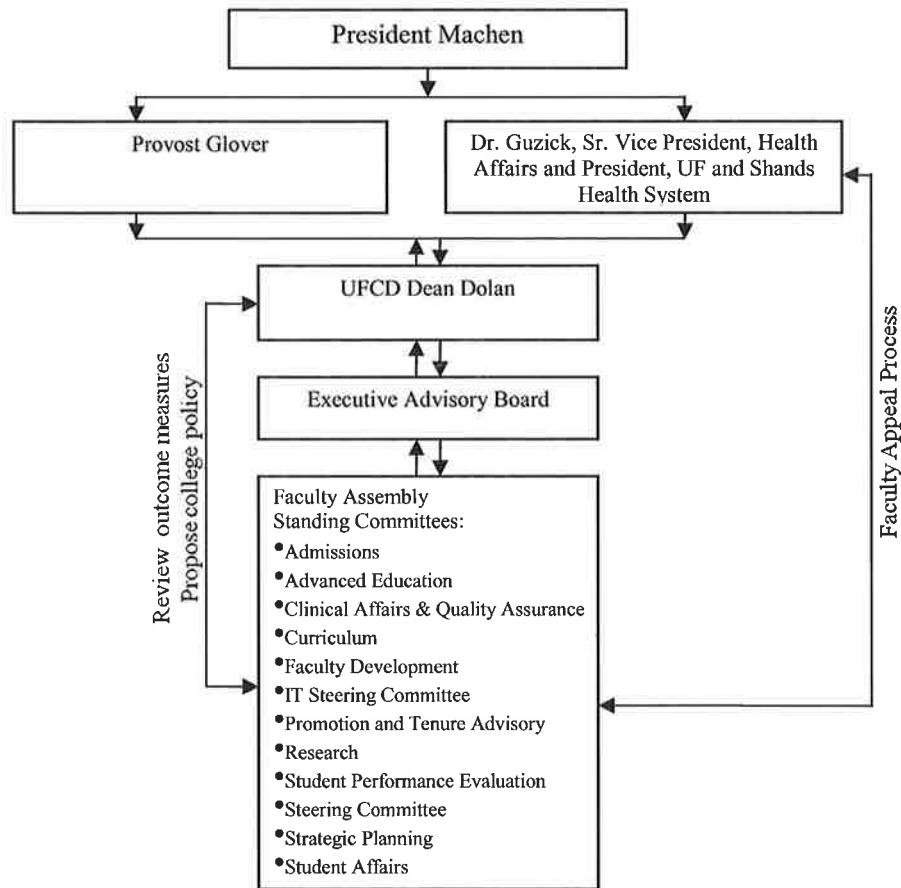 President Machen
Provost Glover
Dr. Guzick, Sr. Vice President, Health
Affairs and President, UF and Shands
Health System
UFCD Dean Dolan
Executive Advisory Board
Review outcome measures
Propose college policy
Faculty Appeal Process
Faculty Assembly
Standing Committees:
•Admissions
•Advanced Education
•Clinical Affairs & Quality Assurance
•Curriculum
•Faculty Development
•IT Steering Committee
•Promotion and Tenure Advisory
•Research
•Student Performance Evaluation
•Steering Committee
•Strategic Planning
•Student Affairs